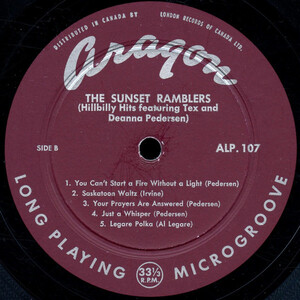 DISTRIBUTED IN CANADA BY LONDON RECORDS OF CANADA LTD.
Aragon
THE SUNSET RAMBLERS
(Hillbilly Hits featuring Tex and
Deanna Pedersen)
SIDE B
ALP. 107
1. You Can't Start a Fire Without a Light (Pedersen)
2. Saskatoon Waltz (Irvine)
3. Your Prayers Are Answered (Pedersen)
4. Just a Whisper (Pedersen)
5. Legare Polka (Al Legare)
LONG PLAYING
33⅓
R.P.M.
MICROGROOVE